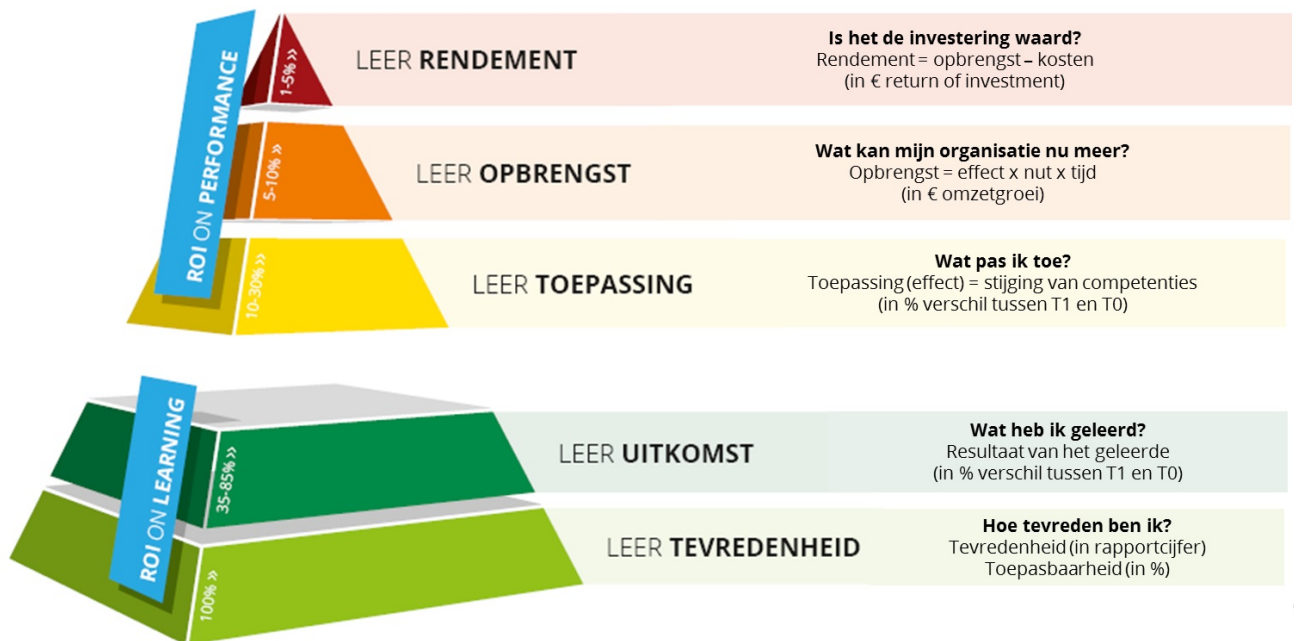 ROI ON PERFORMANCE
1-5% »
LEER RENDEMENT
Is het de investering waard?
Rendement = opbrengst – kosten
(in € return of investment)
5-10% »
LEER OPBRENGST
Wat kan mijn organisatie nu meer?
Opbrengst = effect x nut x tijd
(in € omzetgroei)
10-30% »
LEER TOEPASSING
Wat pas ik toe?
Toepassing (effect) = stijging van competenties
(in % verschil tussen T1 en T0)
ROI ON LEARNING
35-85% »
LEER UITKOMST
Wat heb ik geleerd?
Resultaat van het geleerde
(in % verschil tussen T1 en T0)
100% »
LEER TEVREDENHEID
Hoe tevreden ben ik?
Tevredenheid (in rapportcijfer)
Toepasbaarheid (in %)